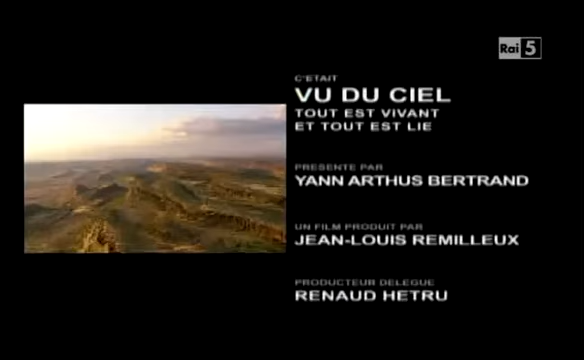 Rai 5
C'ETAIT
VU DU CIEL
TOUT EST VIVANT
ET TOUT EST LIE
PRESENTE PAR
YANN ARTHUS BERTRAND
UN FILM PRODUIT PAR
JEAN-LOUIS REMILLEUX
PRODUCTEUR DELEGUE
RENAUD HETRU